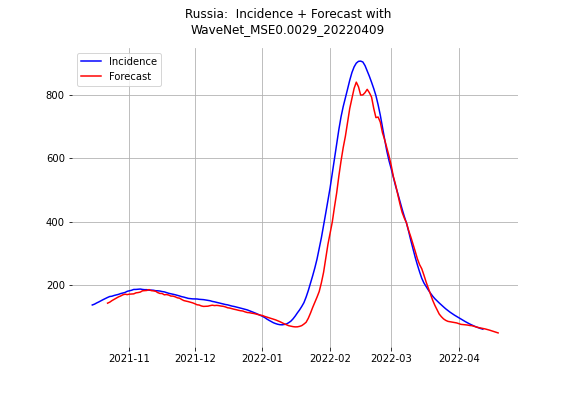 Russia:  Incidence + Forecast with
WaveNet_MSE0.0029_20220409
Incidence
Forecast
800
600
400
200
2021-11
2021-12
2022-01
2022-02
2022-03
2022-04